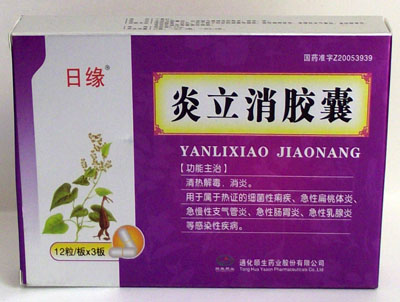 日缘®
国药准字Z20053939
炎立消胶囊
YANLIXIAO JIAONANG
【功能主治】
清热解毒、消炎。
用于属于热证的细菌性痢疾、急性扁桃体炎、
急慢性支气管炎、急性肠胃炎、急性乳腺炎
等感染性疾病。
12粒/板x3板
通化颐生药业股份有限公司
Tong Hua Yisheng Pharmaceuticals Co.,Ltd